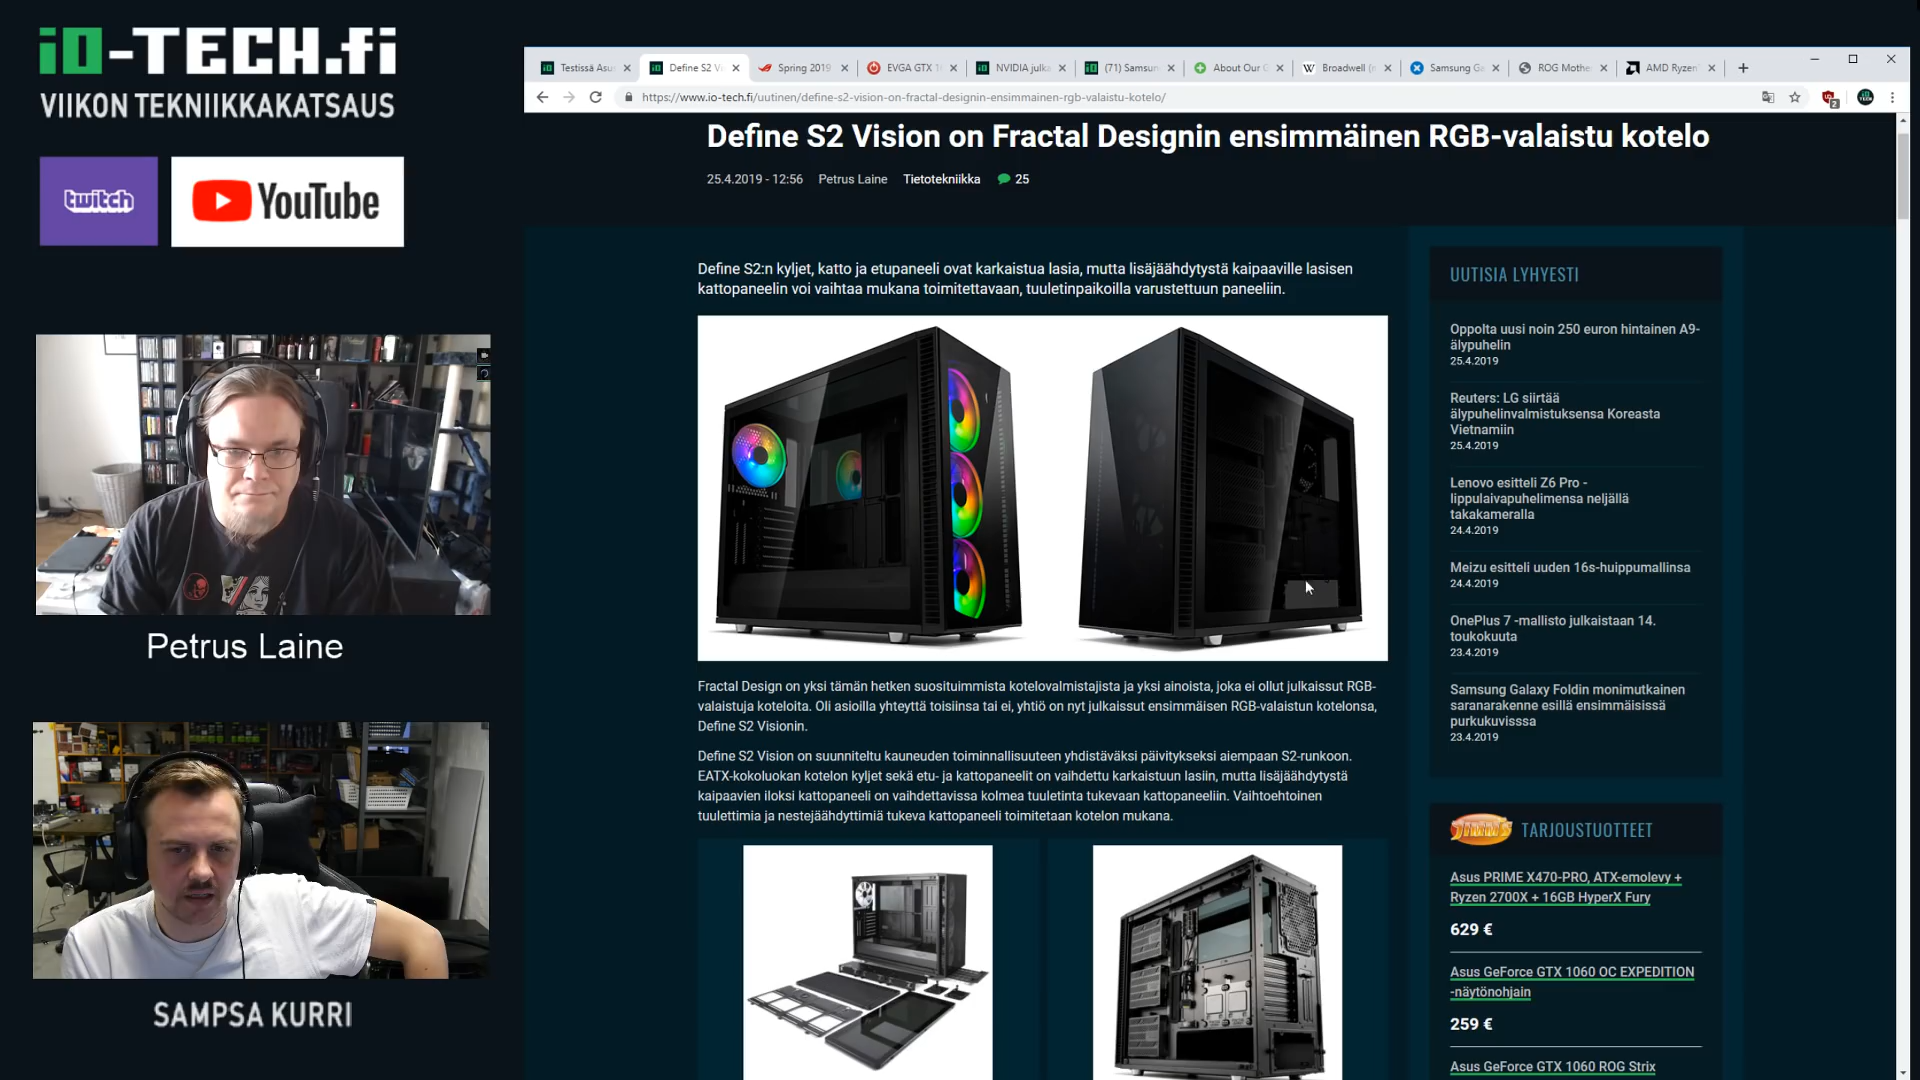 iO-TECH.fi
VIIKON TEKNIIKKAKATSAUS
twitch
YouTube
Petrus Laine
SAMPSA KURRI
Testissä Asu
Define S2 Vi
Spring 2019
EVGA GTX 1
NVIDIA julk
(71) Samsun
About Our G
Broadwell (m
Samsung Ga
ROG Mothe
AMD Ryzen
https://www.io-tech.fi/uutinen/define-s2-vision-on-fractal-designin-ensimmainen-rgb-valaistu-kotelo/
Define S2 Vision on Fractal Designin ensimmäinen RGB-valaistu kotelo
25.4.2019 - 12:56 Petrus Laine Tietotekniikka 25
Define S2:n kyljet, katto ja etupaneeli ovat karkaistua lasia, mutta lisäjäähdytystä kaipaaville lasisen
kattopaneelin voi vaihtaa mukana toimitettavaan, tuuletinpaikoilla varustettuun paneeliin.
Fractal Design on yksi tämän hetken suosituimmista kotelovalmistajista ja yksi ainoista, joka ei ollut julkaissut RGB-
valaistuja koteloita. Oli asioilla yhteyttä toisiinsa tai ei, yhtiö on nyt julkaissut ensimmäisen RGB-valaistun kotelonsa,
Define S2 Visionin.
Define S2 Vision on suunniteltu kauneuden toiminnallisuuteen yhdistäväksi päivitykseksi aiempaan S2-runkoon.
EATX-kokoluokan kotelon kyljet sekä etu- ja kattopaneelit on vaihdettu karkaistuun lasiin, mutta lisäjäähdytystä
kaipaavien iloksi kattopaneeli on vaihdettavissa kolmea tuuletinta tukevaan kattopaneeliin. Vaihtoehtoinen
tuulettimia ja nestejäähdyttimiä tukeva kattopaneeli toimitetaan kotelon mukana.
UUTISIA LYHYESTI
Oppolta uusi noin 250 euron hintainen A9-
älypuhelin
25.4.2019
Reuters: LG siirtää
älypuhelinvalmistuksensa Koreasta
Vietnamiin
25.4.2019
Lenovo esitteli Z6 Pro -
lippulaivapuhelimensa neljällä
takakameralla
24.4.2019
Meizu esitteli uuden 16s-huippumallinsa
24.4.2019
OnePlus 7 -mallisto julkaistaan 14.
toukokuuta
23.4.2019
Samsung Galaxy Foldin monimutkainen
saranarakenne esillä ensimmäisissä
purkukuvisssa
23.4.2019
Jimm's TARJOUSTUOTTEET
Asus PRIME X470-PRO, ATX-emolevy +
Ryzen 2700X + 16GB HyperX Fury
629 €
Asus GeForce GTX 1060 OC EXPEDITION
-näytönohjain
259 €
Asus GeForce GTX 1060 ROG Strix